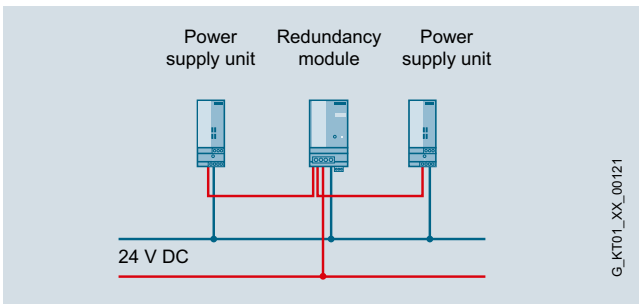 Power
supply unit
Redundancy
module
Power
supply unit
24 V DC
G_KT01_XX_00121